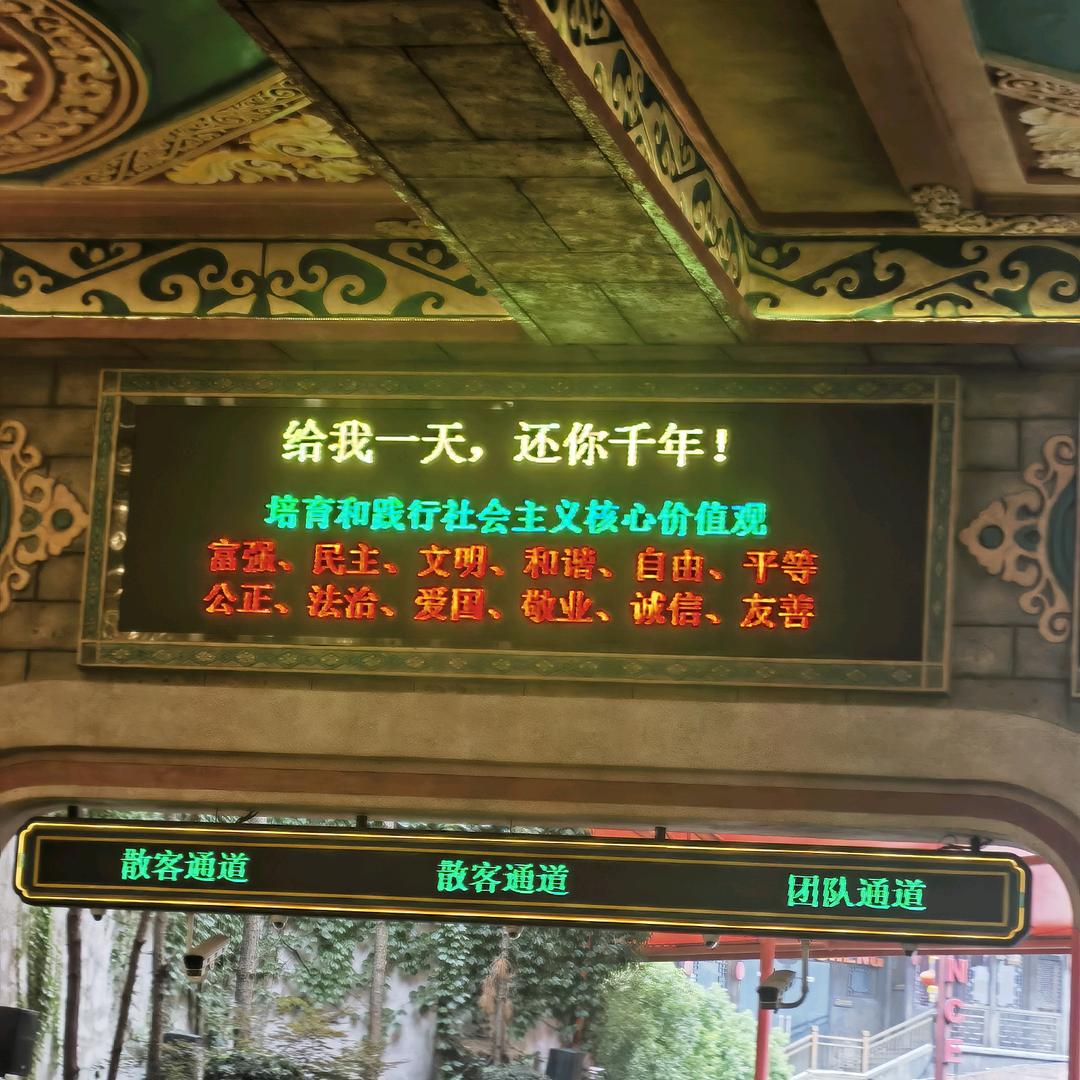 给我一天，还你千年！
培育和践行社会主义核心价值观
富强、民主、文明、和谐、自由、平等
公正、法治、爱国、敬业、诚信、友善
散客通道 散客通道 团队通道